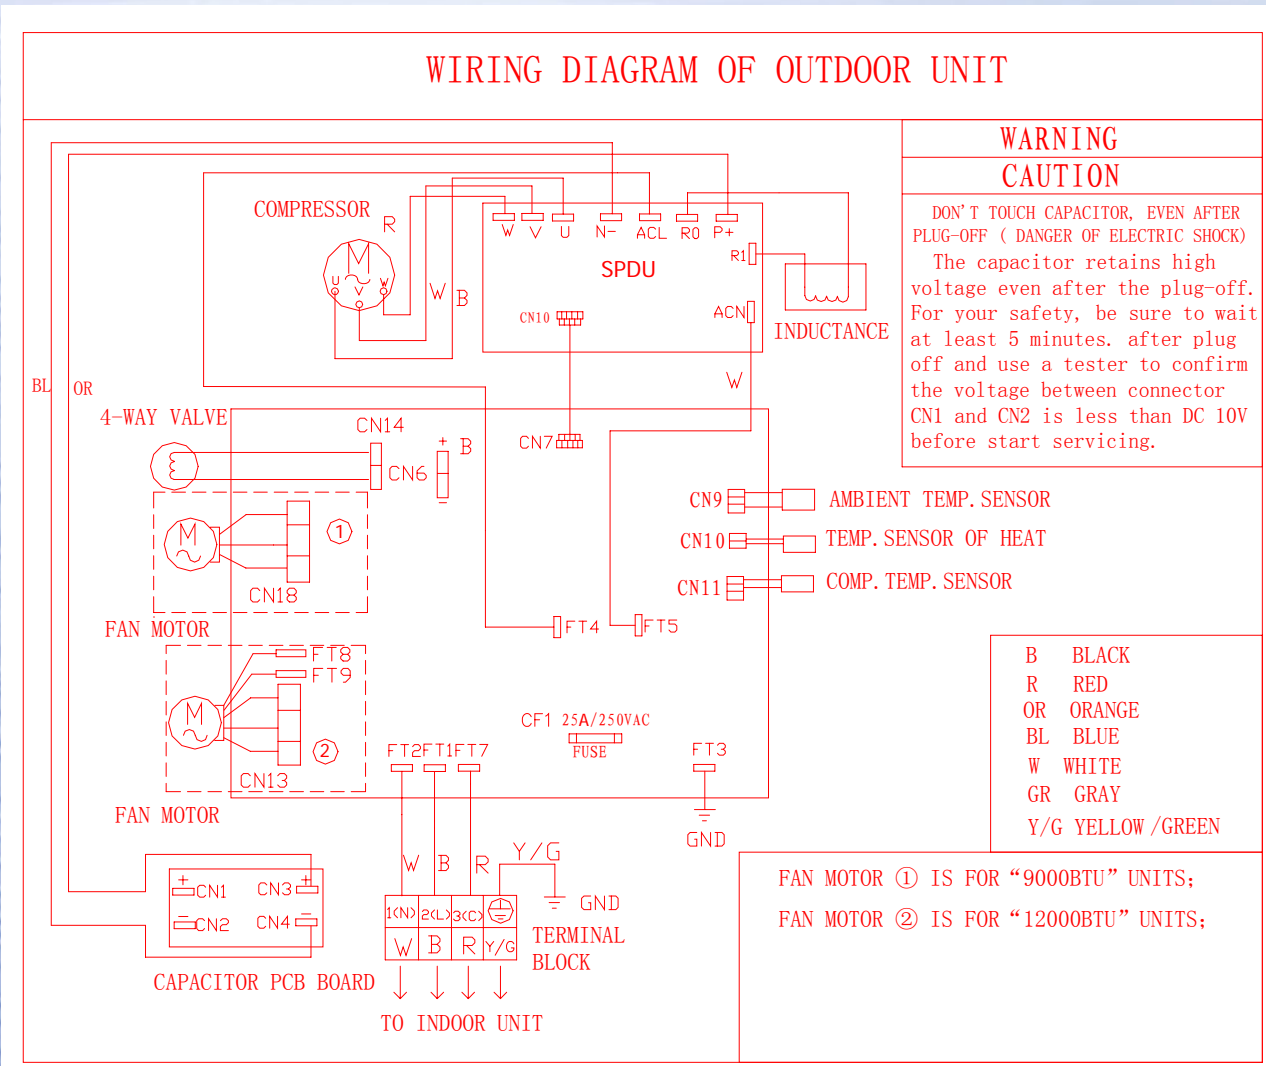 WIRING DIAGRAM OF OUTDOOR UNIT
WARNING
CAUTION
DON'T TOUCH CAPACITOR, EVEN AFTER
PLUG-OFF ( DANGER OF ELECTRIC SHOCK)
The capacitor retains high
voltage even after the plug-off.
For your safety, be sure to wait
at least 5 minutes. after plug
off and use a tester to confirm
the voltage between connector
CN1 and CN2 is less than DC 10V
before start servicing.
COMPRESSOR
R
M
U
V
W
W
B
W
V
U
N-
ACL
R0
P+
R1
SPDU
ACN
CN10
INDUCTANCE
W
BL
OR
4-WAY VALVE
CN14
CN6
+
B
-
CN7
M
①
CN18
FAN MOTOR
CN9
AMBIENT TEMP.SENSOR
CN10
TEMP.SENSOR OF HEAT
CN11
COMP.TEMP.SENSOR
FT4
FT5
FT8
FT9
M
②
CN13
FAN MOTOR
CF1 25A/250VAC
FUSE
FT2
FT1
FT7
FT3
GND
W
B
R
Y/G
GND
1(N)
2(L)
3(C)
W
B
R
Y/G
TERMINAL
BLOCK
TO INDOOR UNIT
+
CN1
CN3
+
-
CN2
CN4
-
CAPACITOR PCB BOARD
B BLACK
R RED
OR ORANGE
BL BLUE
W WHITE
GR GRAY
Y/G YELLOW/GREEN
FAN MOTOR ① IS FOR “9000BTU” UNITS;
FAN MOTOR ② IS FOR “12000BTU” UNITS;